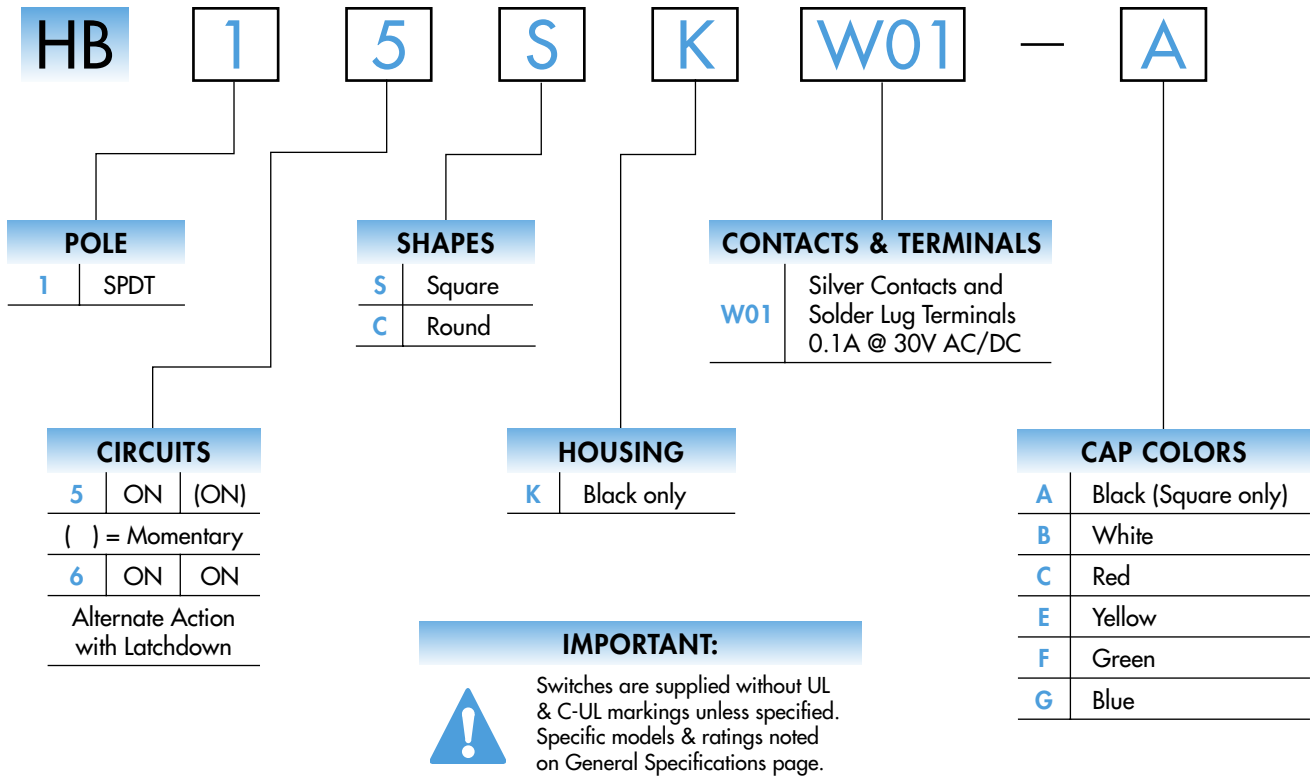 HB 1 5 S K W01 — A
POLE
1 SPDT
SHAPES
S Square
C Round
CONTACTS & TERMINALS
W01
Silver Contacts and
Solder Lug Terminals
0.1A @ 30V AC/DC
CIRCUITS
5 ON (ON)
( ) = Momentary
6 ON ON
Alternate Action
with Latchdown
HOUSING
K Black only
CAP COLORS
A Black (Square only)
B White
C Red
E Yellow
F Green
G Blue
IMPORTANT:
Switches are supplied without UL
& C-UL markings unless specified.
Specific models & ratings noted
on General Specifications page.